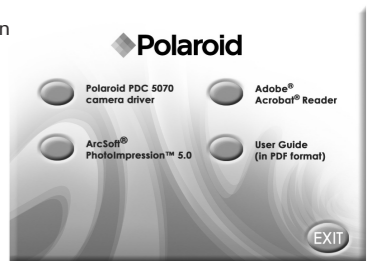 n
Polaroid
Polaroid PDC 5070
camera driver
Adobe®
Acrobat® Reader
ArcSoft®
PhotoImpression™ 5.0
User Guide
(in PDF format)
EXIT